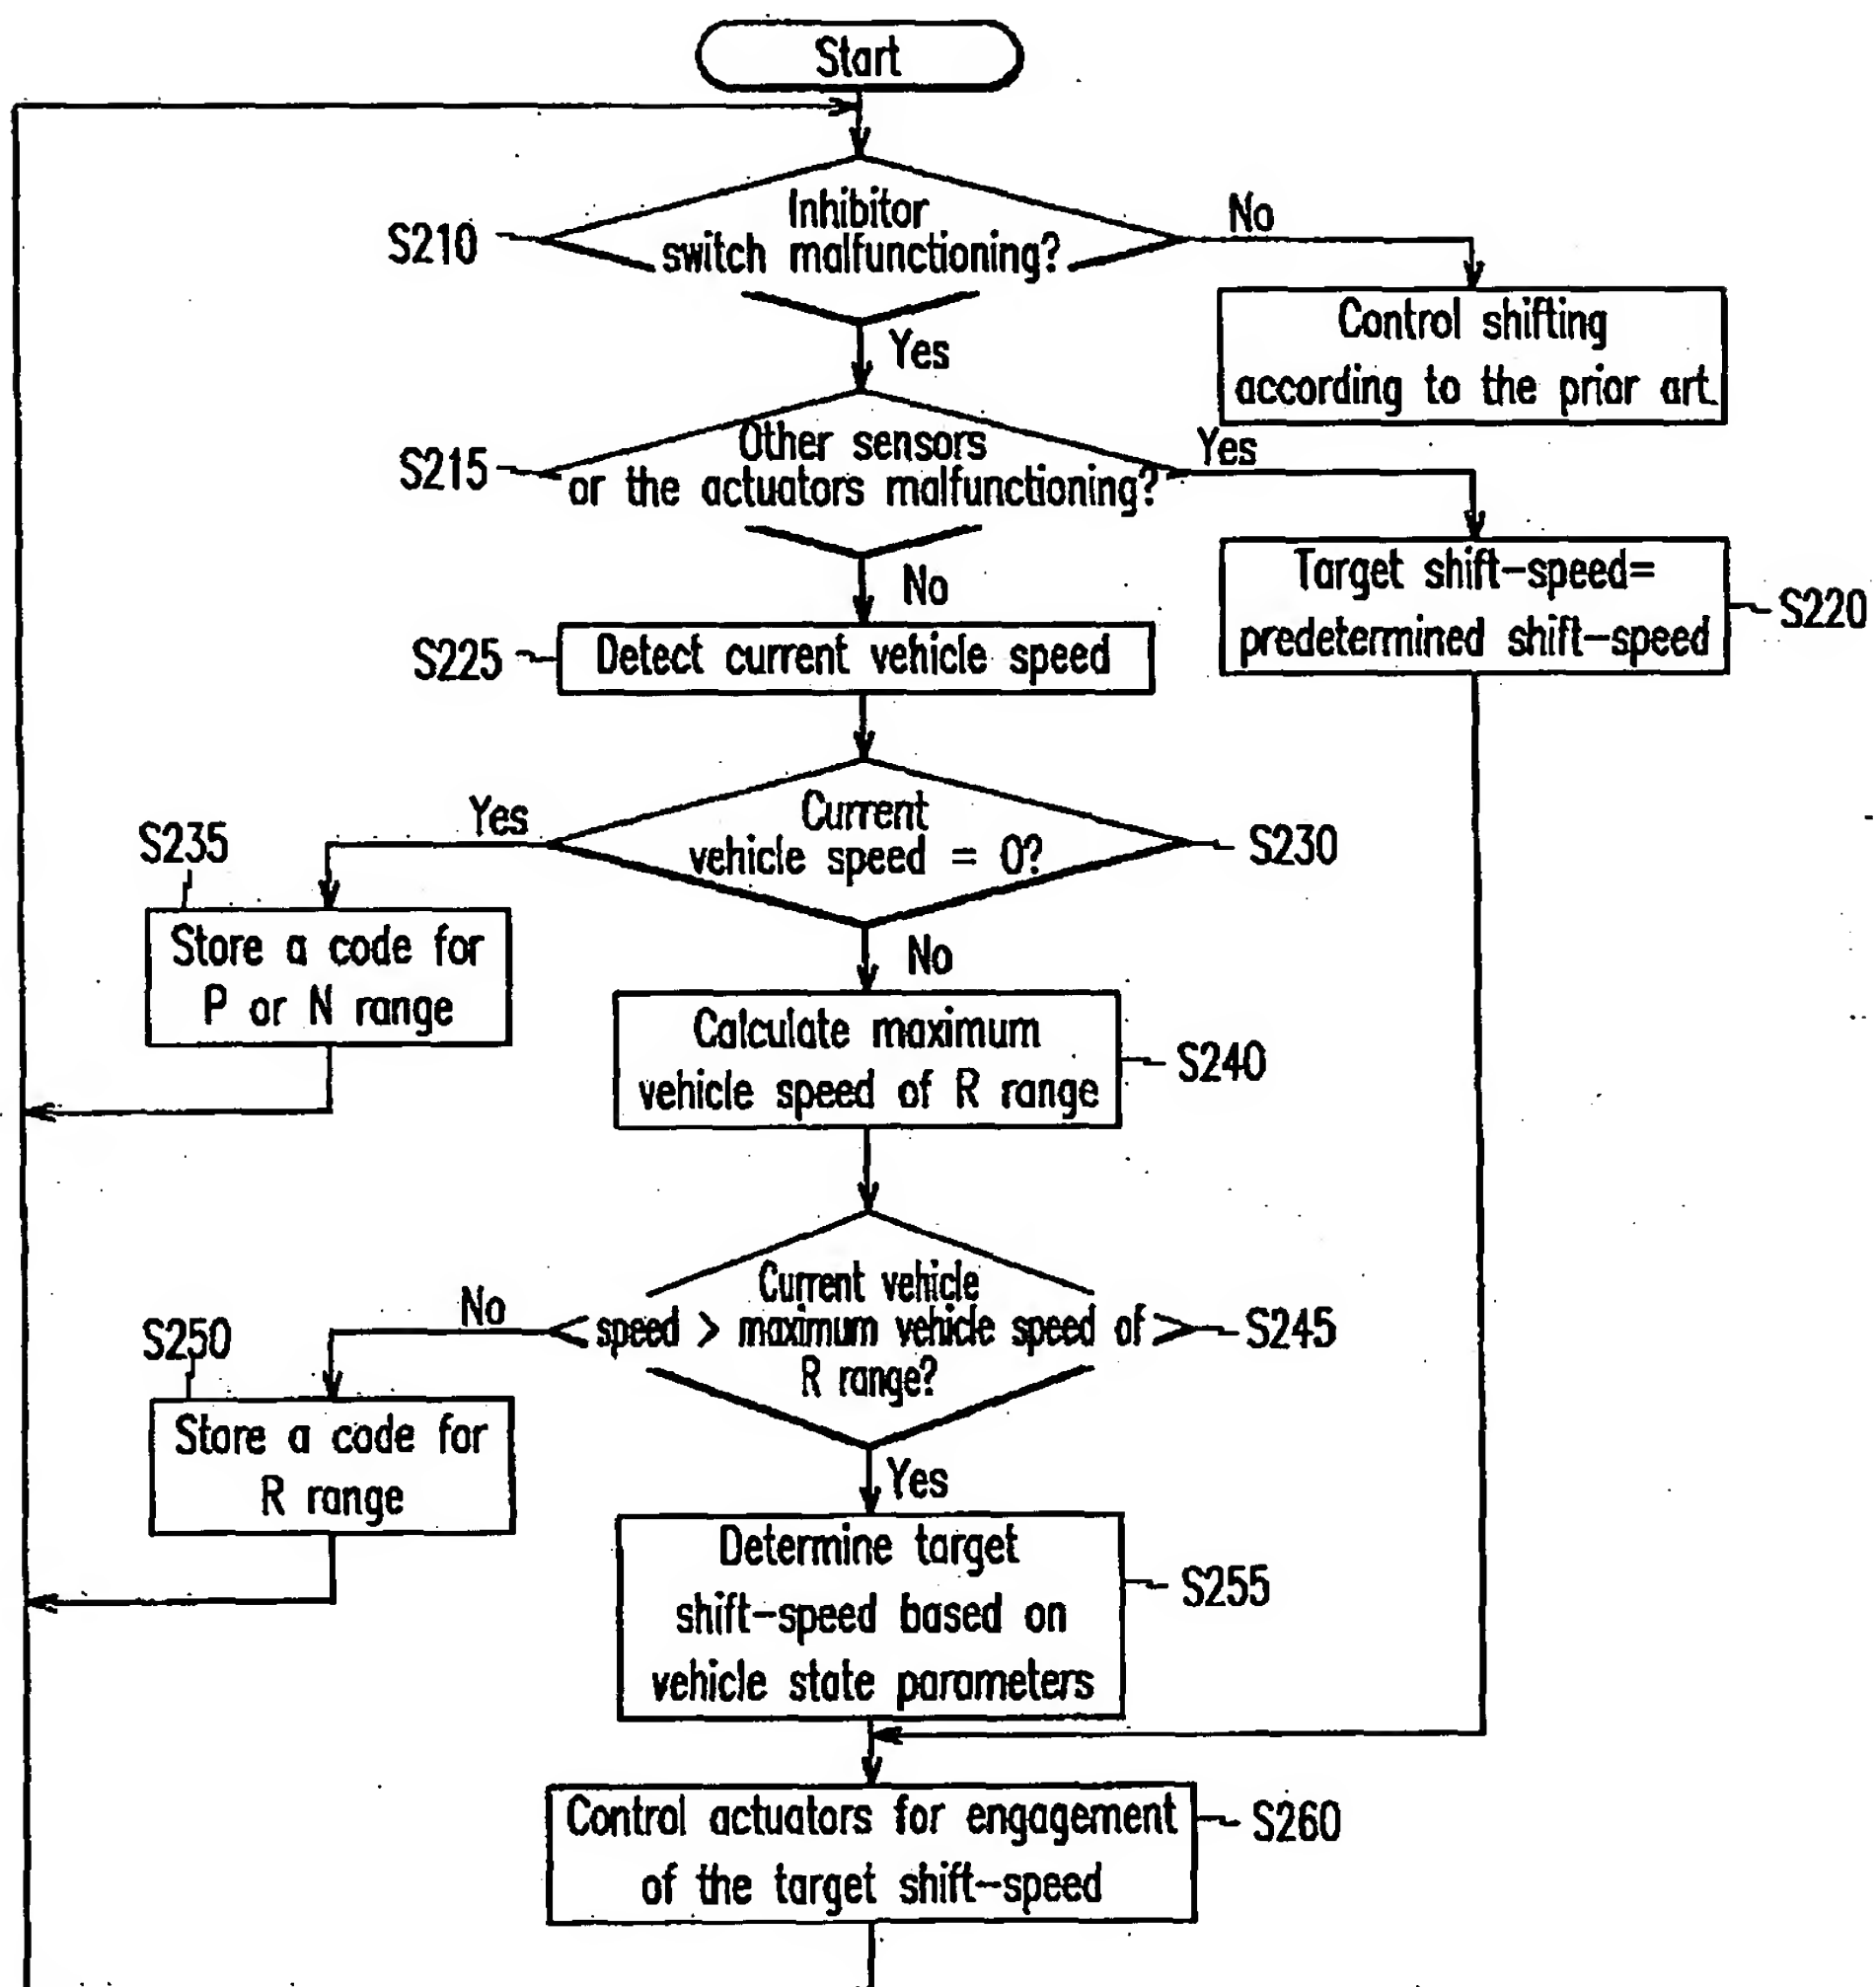 Start
Inhibitor
switch malfunctioning?
S210
No
Control shifting
according to the prior art
Yes
Other sensors
or the actuators malfunctioning?
S215
Yes
Target shift-speed=
predetermined shift-speed
S220
No
S225
Detect current vehicle speed
Current
vehicle speed = 0?
Yes
S230
S235
Store a code for
P or N range
No
Calculate maximum
vehicle speed of R range
S240
Current vehicle
speed > maximum vehicle speed of
R range?
No
S245
S250
Store a code for
R range
Yes
Determine target
shift-speed based on
vehicle state parameters
S255
Control actuators for engagement
of the target shift-speed
S260